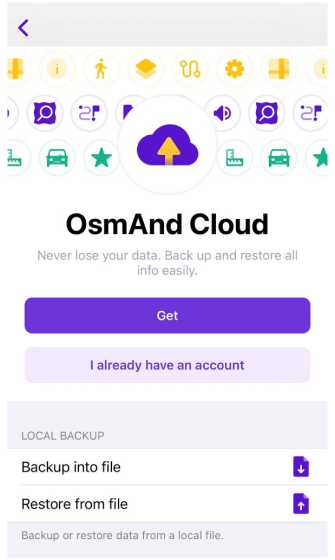 OsmAnd Cloud
Never lose your data. Back up and restore all
info easily.
Get
I already have an account
LOCAL BACKUP
Backup into file
Restore from file
Backup or restore data from a local file.